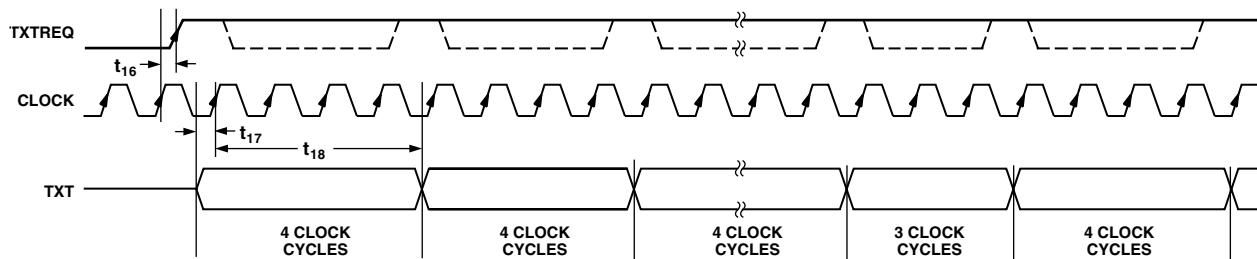 TXTREQ
t16
CLOCK
t17
t18
TXT
4 CLOCK
CYCLES
4 CLOCK
CYCLES
4 CLOCK
CYCLES
3 CLOCK
CYCLES
4 CLOCK
CYCLES